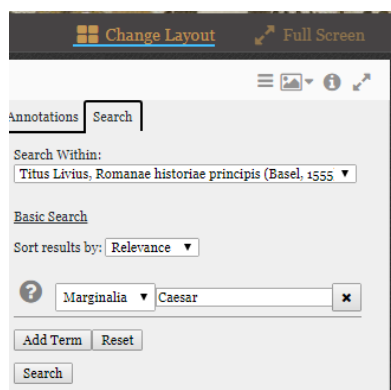 Change Layout Full Screen
Annotations Search
Search Within:
Titus Livius, Romanae historiae principis (Basel, 1555
Basic Search
Sort results by: Relevance
? Marginalia Caesar
Add Term Reset
Search